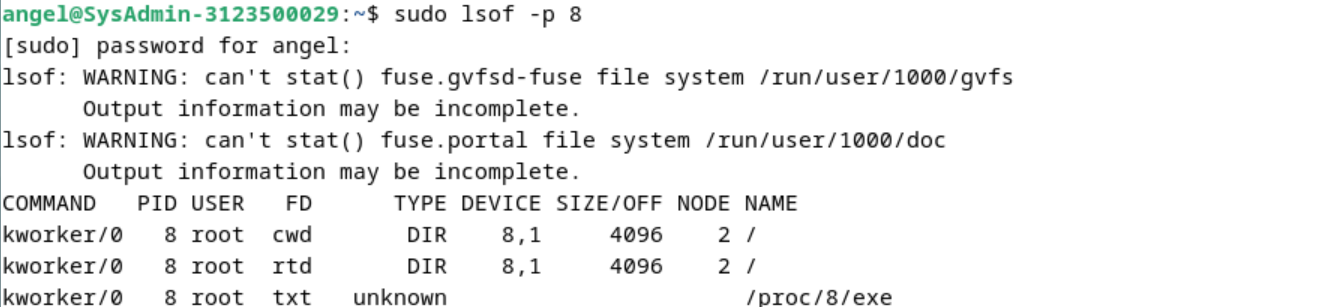 angel@SysAdmin-3123500029:~$ sudo lsof -p 8
[sudo] password for angel:
lsof: WARNING: can't stat() fuse.gvfsd-fuse file system /run/user/1000/gvfs
      Output information may be incomplete.
lsof: WARNING: can't stat() fuse.portal file system /run/user/1000/doc
      Output information may be incomplete.
COMMAND   PID USER   FD      TYPE DEVICE SIZE/OFF NODE NAME
kworker/0   8 root  cwd       DIR    8,1     4096    2 /
kworker/0   8 root  rtd       DIR    8,1     4096    2 /
kworker/0   8 root  txt   unknown                      /proc/8/exe